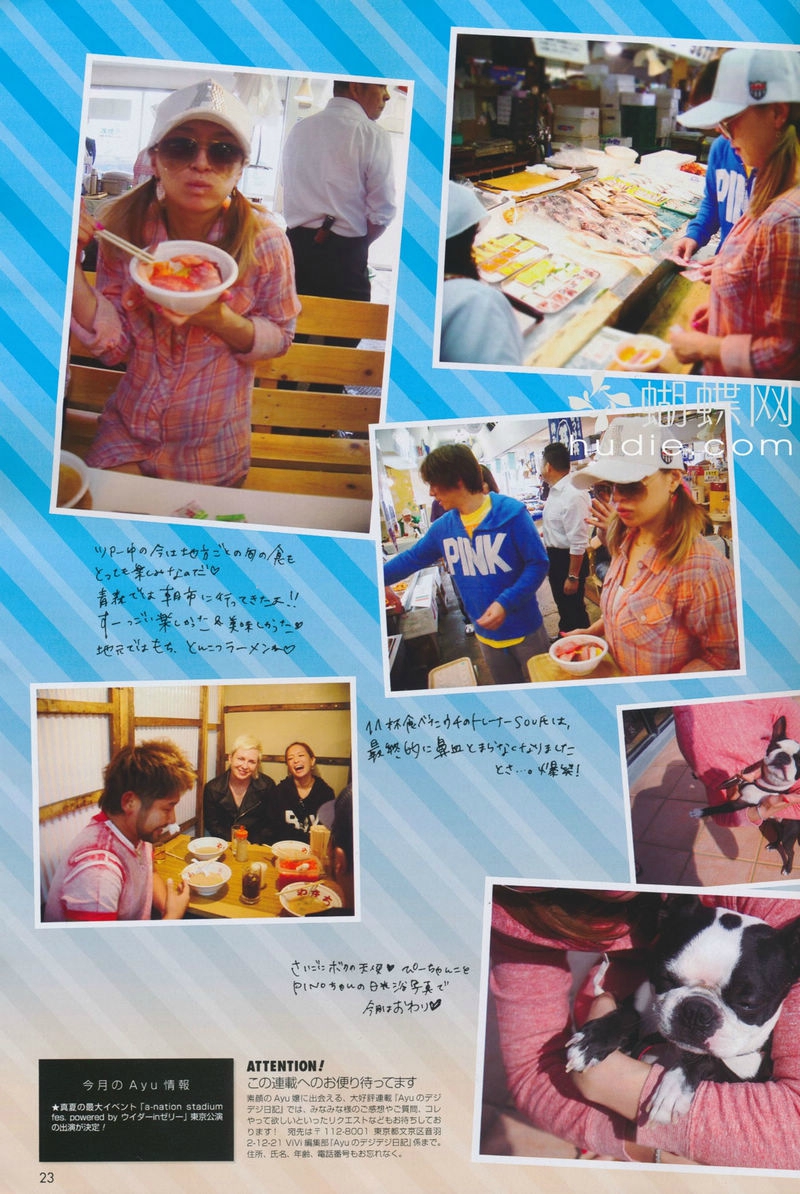 蝴蝶网
hudie.com
PINK
ツアー中の今は地方ごとの旬の食も
とっても楽しみなのだ♡
青森では朝市に行ってきたよ!!
すーっごい楽しかった&美味しかった♡
地元ではもち、とんこつラーメンね♡
11杯食べたウチのトレーナーSOUFEIは、
最終的に鼻血とまらなくなりました
とさ…。爆笑!
さいごにボクの天使♡ ぴーちゃんこと
PINOちゃんの日光浴写真で
今月はおわり♡
今月の Ayu 情報
★真夏の最大イベント「a-nation stadium
fes. powered by ウイダーinゼリー」東京公演
の出演が決定!
ATTENTION!
この連載へのお便り待ってます
素顔の Ayu 嬢に出会える、大好評連載「Ayuのデジ
デジ日記」では、みなみな様のご感想やご質問、コレ
やって欲しいといったリクエストなどもお待ちしてお
ります! 宛先は〒112-8001 東京都文京区音羽
2-12-21 ViVi 編集部「Ayuのデジデジ日記」係まで。
住所、氏名、年齢、電話番号もお忘れなく。
23